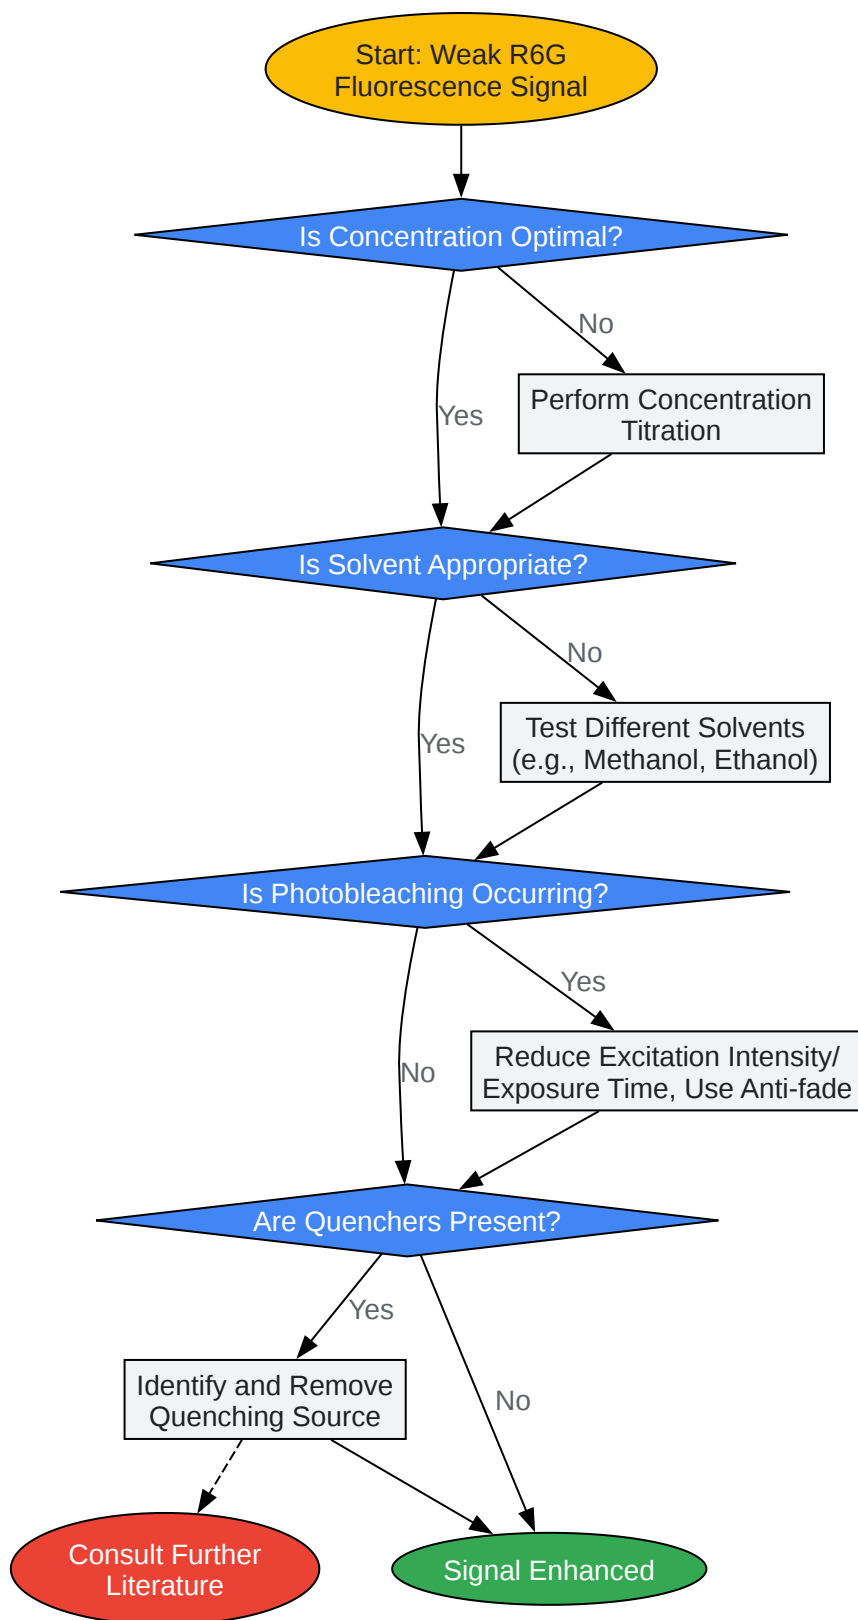 Start: Weak R6G
Fluorescence Signal
Is Concentration Optimal?
No
Perform Concentration
Titration
Yes
Is Solvent Appropriate?
No
Test Different Solvents
(e.g., Methanol, Ethanol)
Yes
Is Photobleaching Occurring?
Yes
Reduce Excitation Intensity/
Exposure Time, Use Anti-fade
No
Are Quenchers Present?
Yes
Identify and Remove
Quenching Source
No
Consult Further
Literature
Signal Enhanced